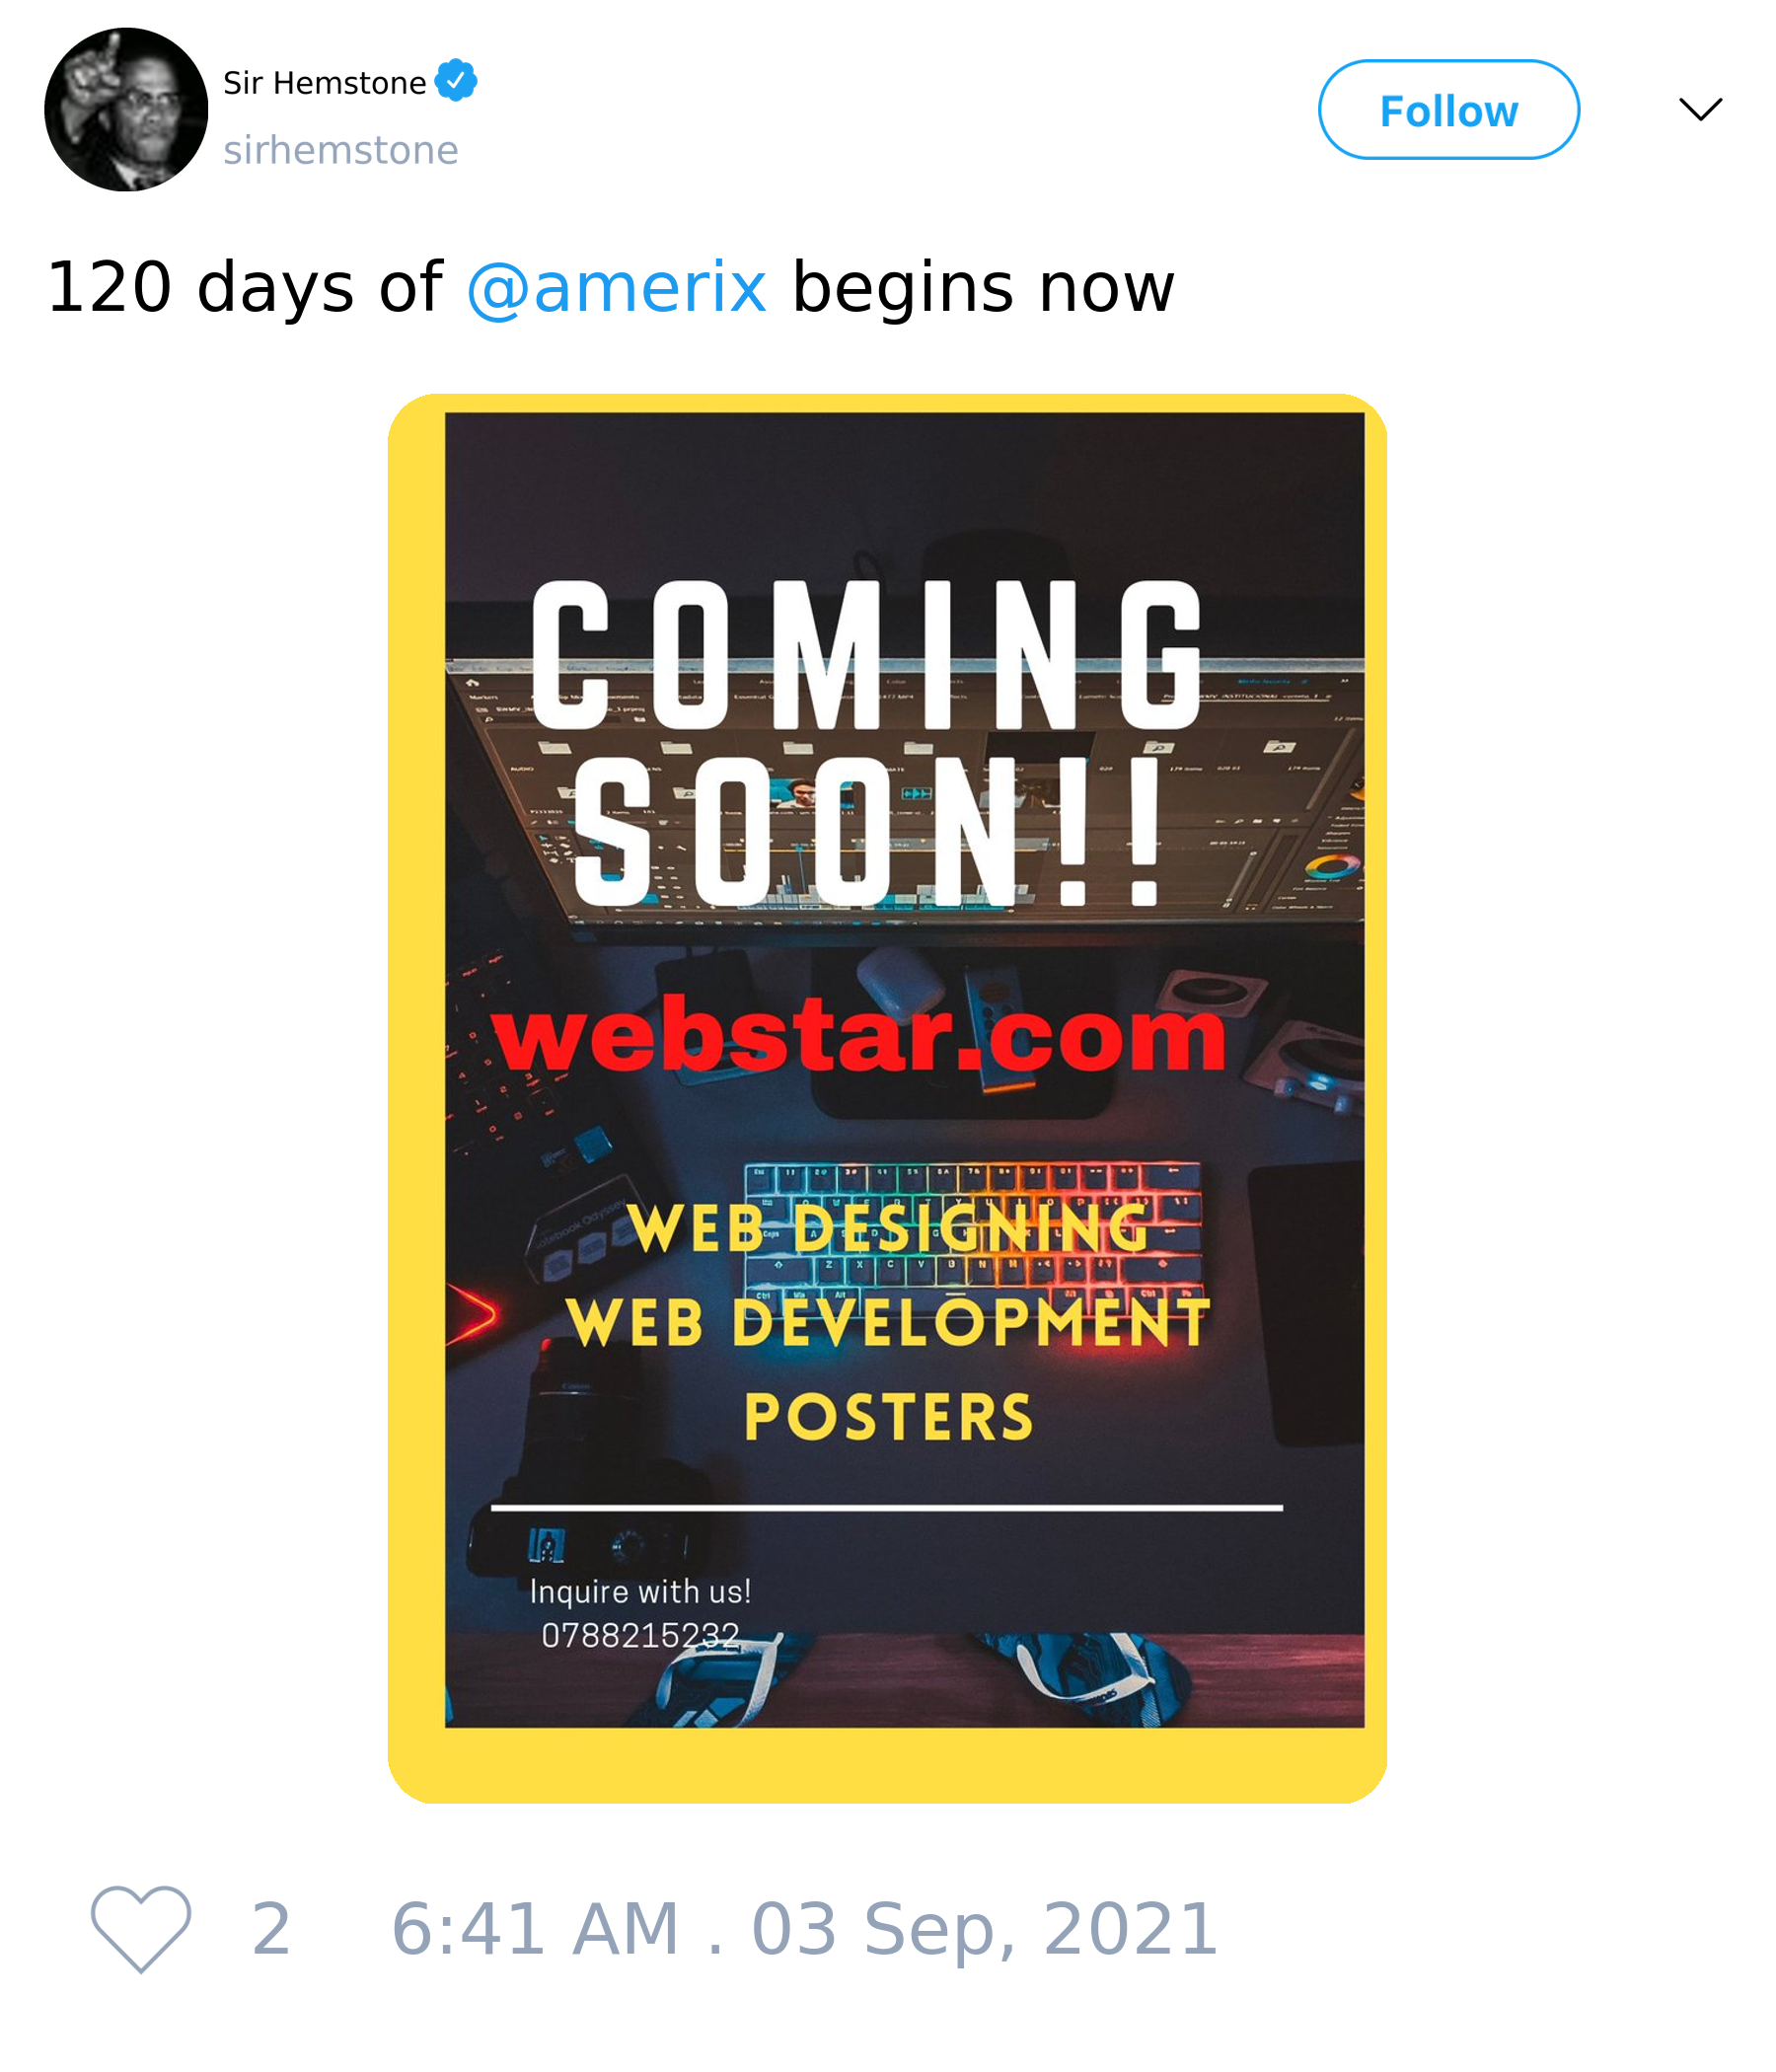 Sir Hemstone
sirhemstone
Follow
120 days of @amerix begins now
COMING
SOON!!
webstar.com
WEB DESIGNING
WEB DEVELOPMENT
POSTERS
Inquire with us!
0788215232
2 6:41 AM . 03 Sep, 2021